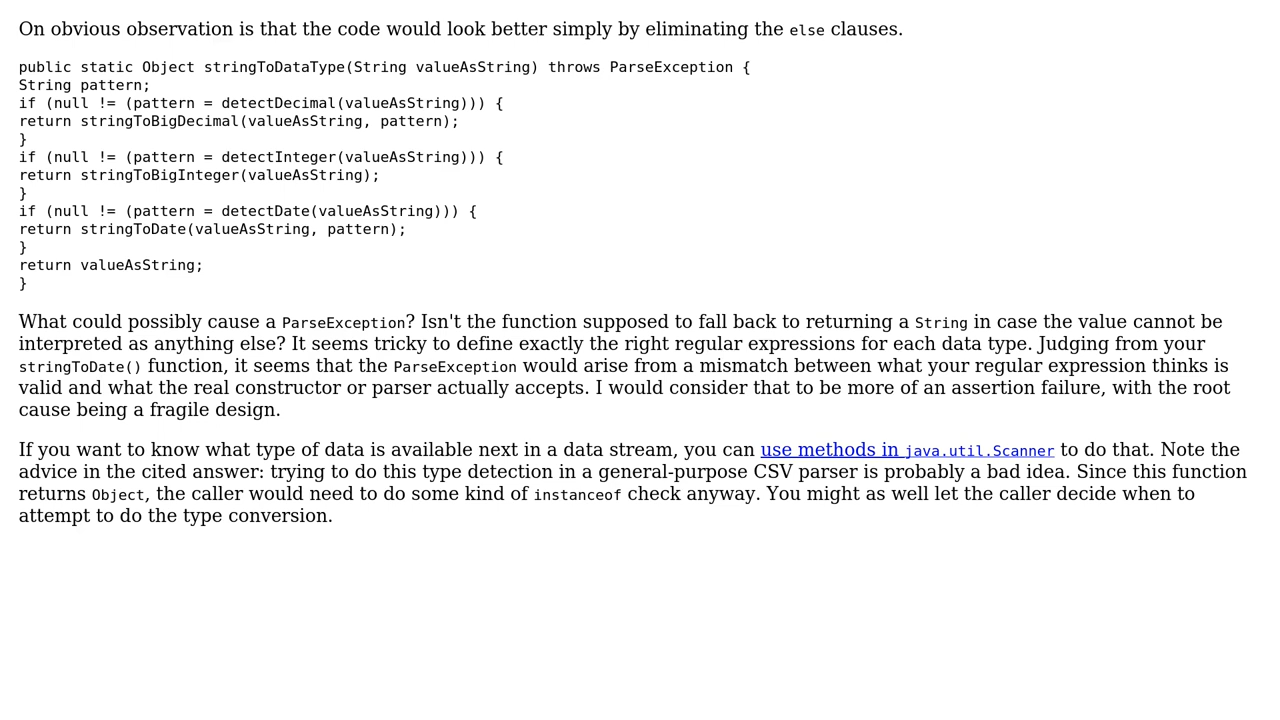 On obvious observation is that the code would look better simply by eliminating the else clauses.
public static Object stringToDataType(String valueAsString) throws ParseException {
String pattern;
if (null != (pattern = detectDecimal(valueAsString))) {
return stringToBigDecimal(valueAsString, pattern);
}
if (null != (pattern = detectInteger(valueAsString))) {
return stringToBigInteger(valueAsString);
}
if (null != (pattern = detectDate(valueAsString))) {
return stringToDate(valueAsString, pattern);
}
return valueAsString;
}
What could possibly cause a ParseException? Isn't the function supposed to fall back to returning a String in case the value cannot be
interpreted as anything else? It seems tricky to define exactly the right regular expressions for each data type. Judging from your
stringToDate() function, it seems that the ParseException would arise from a mismatch between what your regular expression thinks is
valid and what the real constructor or parser actually accepts. I would consider that to be more of an assertion failure, with the root
cause being a fragile design.
If you want to know what type of data is available next in a data stream, you can use methods in java.util.Scanner to do that. Note the
advice in the cited answer: trying to do this type detection in a general-purpose CSV parser is probably a bad idea. Since this function
returns Object, the caller would need to do some kind of instanceof check anyway. You might as well let the caller decide when to
attempt to do the type conversion.